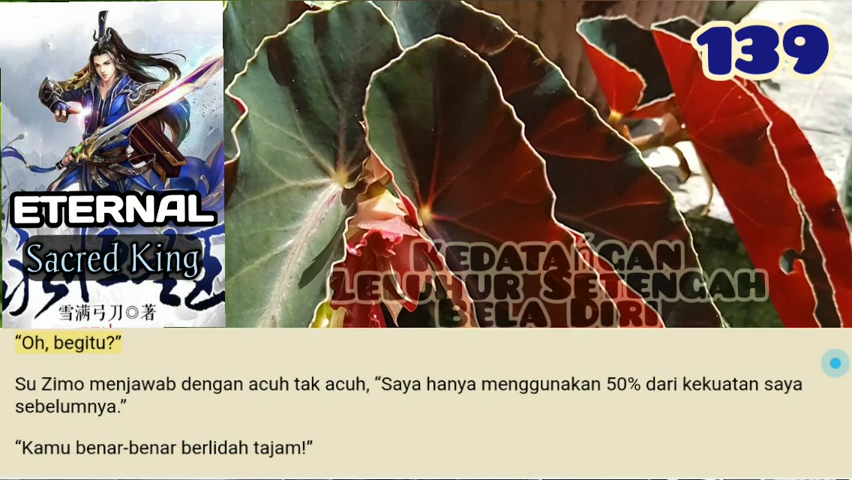 139
ETERNAL
Sacred King
雪满弓刀◎著
KEDATANGAN
LELUHUR SETENGAH
BELA DIRI
“Oh, begitu?”
Su Zimo menjawab dengan acuh tak acuh, “Saya hanya menggunakan 50% dari kekuatan saya
sebelumnya.”
“Kamu benar-benar berlidah tajam!”